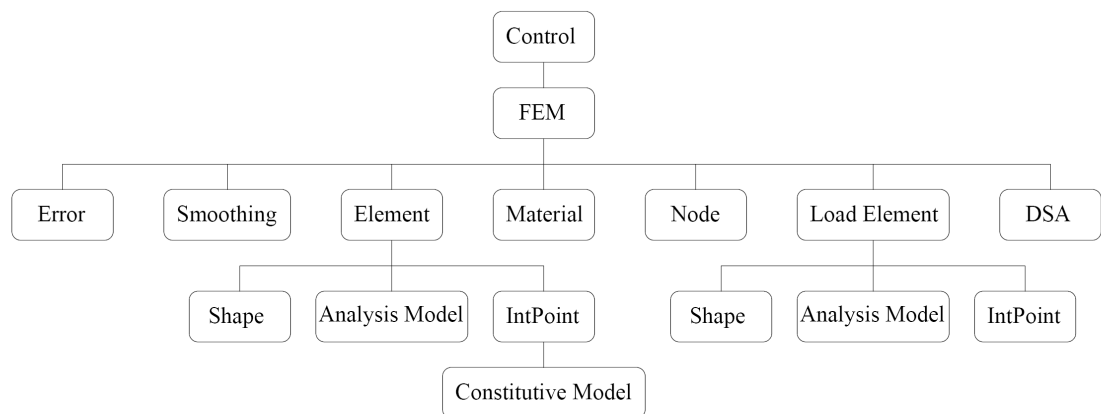 Control
FEM
Error
Smoothing
Element
Material
Node
Load Element
DSA
Shape
Analysis Model
IntPoint
Shape
Analysis Model
IntPoint
Constitutive Model